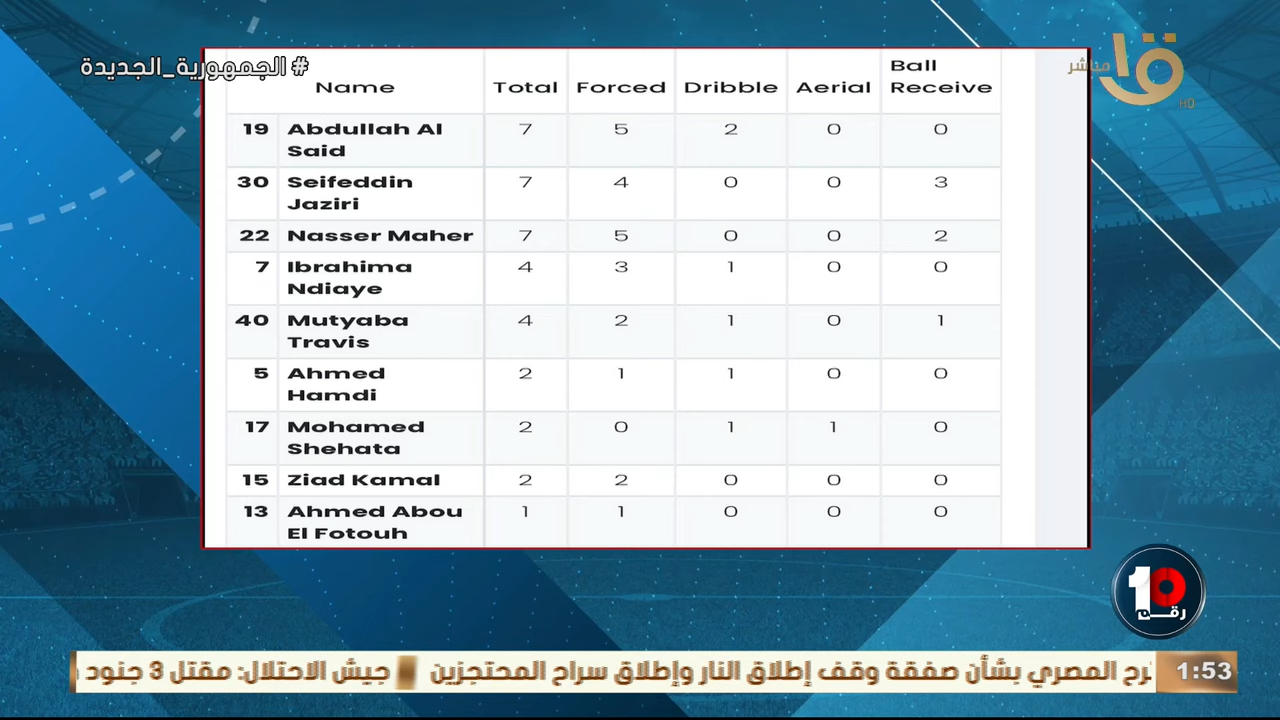 #الجمهورية_الجديدة
مباشر
HD
Name Total Forced Dribble Aerial Ball Receive
19 Abdullah Al Said 7 5 2 0 0
30 Seifeddin Jaziri 7 4 0 0 3
22 Nasser Maher 7 5 0 0 2
7 Ibrahima Ndiaye 4 3 1 0 0
40 Mutyaba Travis 4 2 1 0 1
5 Ahmed Hamdi 2 1 1 0 0
17 Mohamed Shehata 2 0 1 1 0
15 Ziad Kamal 2 2 0 0 0
13 Ahmed Abou El Fotouh 1 1 0 0 0
10
رقم
المصري بشأن صفقة وقف إطلاق النار وإطلاق سراح المحتجزين جيش الاحتلال: مقتل 3 جنود
1:53